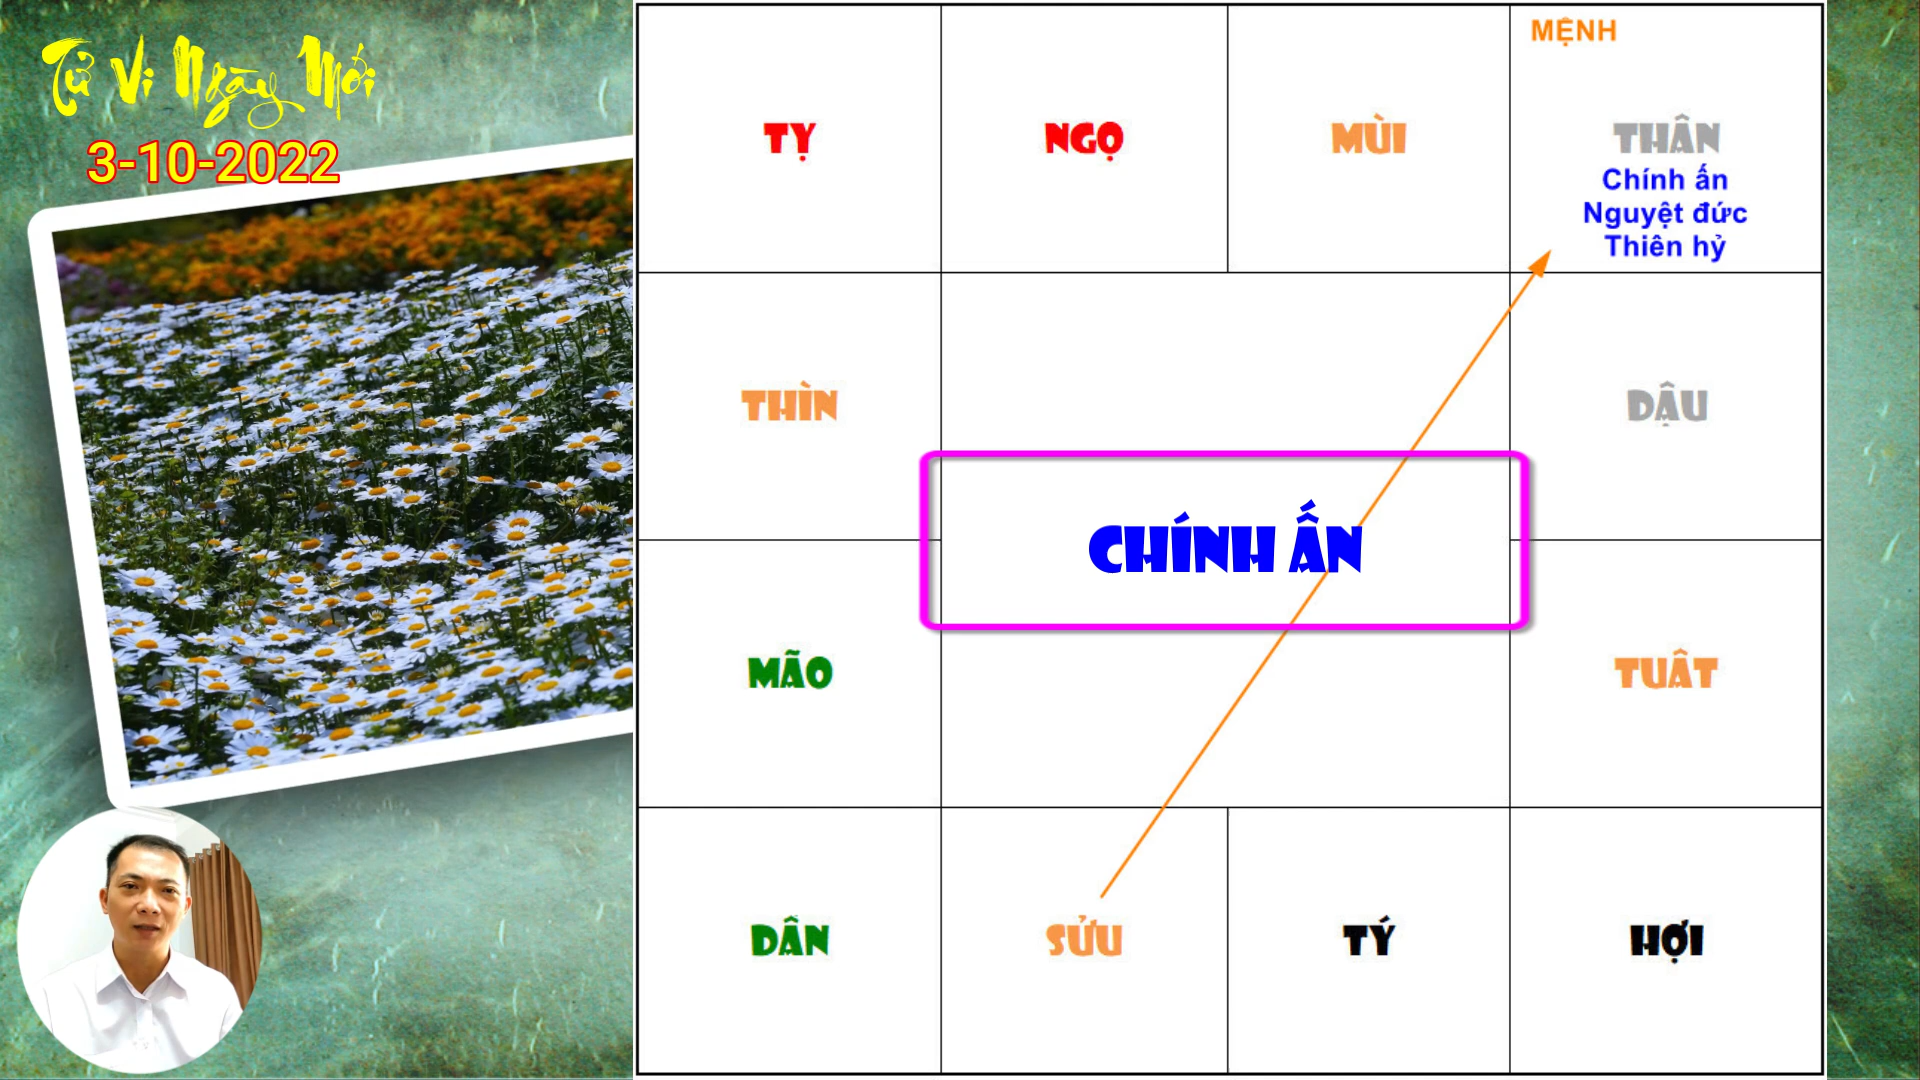 Tử Vi Ngày Mới
3-10-2022
MỆNH
TỴ
NGỌ
MÙI
THÂN
Chính ấn
Nguyệt đức
Thiên hỷ
THÌN
DẬU
CHÍNH ẤN
MÃO
TUẤT
DẦN
SỬU
TÝ
HỢI